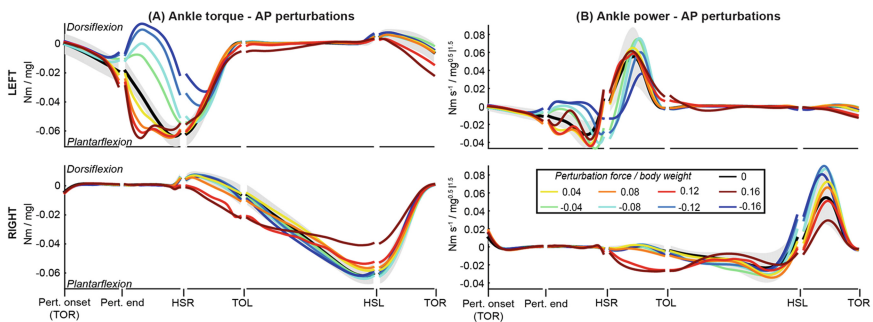 (A) Ankle torque - AP perturbations
(B) Ankle power - AP perturbations
Dorsiflexion
0
-0.02
-0.04
-0.06
Nm / mgl
LEFT
Plantarflexion
0.08
0.06
0.04
0.02
0
-0.02
-0.04
Nm s⁻¹ / mg⁰·⁵l¹·⁵
Dorsiflexion
0
-0.02
-0.04
-0.06
Nm / mgl
RIGHT
Plantarflexion
0.08
0.06
0.04
0.02
0
-0.02
-0.04
Nm s⁻¹ / mg⁰·⁵l¹·⁵
Perturbation force / body weight
0
0.04 0.08 0.12 0.16
-0.04 -0.08 -0.12 -0.16
Pert. onset Pert. end HSR TOL HSL TOR
(TOR)
Pert. onset Pert. end HSR TOL HSL TOR
(TOR)